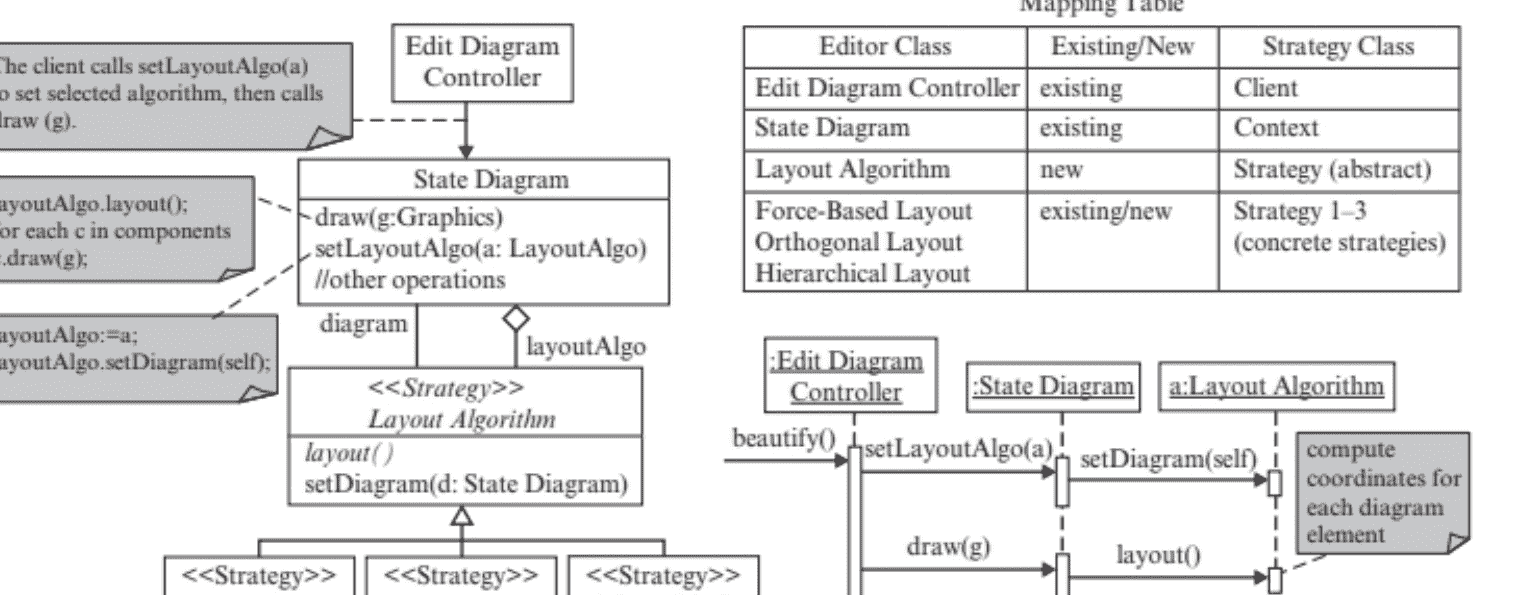 Mapping Table
The client calls setLayoutAlgo(a)
to set selected algorithm, then calls
draw (g).
Edit Diagram
Controller
layoutAlgo.layout();
for each c in components
c.draw(g);
layoutAlgo:=a;
layoutAlgo.setDiagram(self);
State Diagram
draw(g:Graphics)
setLayoutAlgo(a: LayoutAlgo)
//other operations
diagram
layoutAlgo
<<Strategy>>
Layout Algorithm
layout()
setDiagram(d: State Diagram)
<<Strategy>> <<Strategy>> <<Strategy>>
Editor Class Existing/New Strategy Class
Edit Diagram Controller existing Client
State Diagram existing Context
Layout Algorithm new Strategy (abstract)
Force-Based Layout existing/new Strategy 1–3
Orthogonal Layout (concrete strategies)
Hierarchical Layout
:Edit Diagram
Controller
:State Diagram
a:Layout Algorithm
beautify()
setLayoutAlgo(a)
setDiagram(self)
compute
coordinates for
each diagram
element
draw(g)
layout()